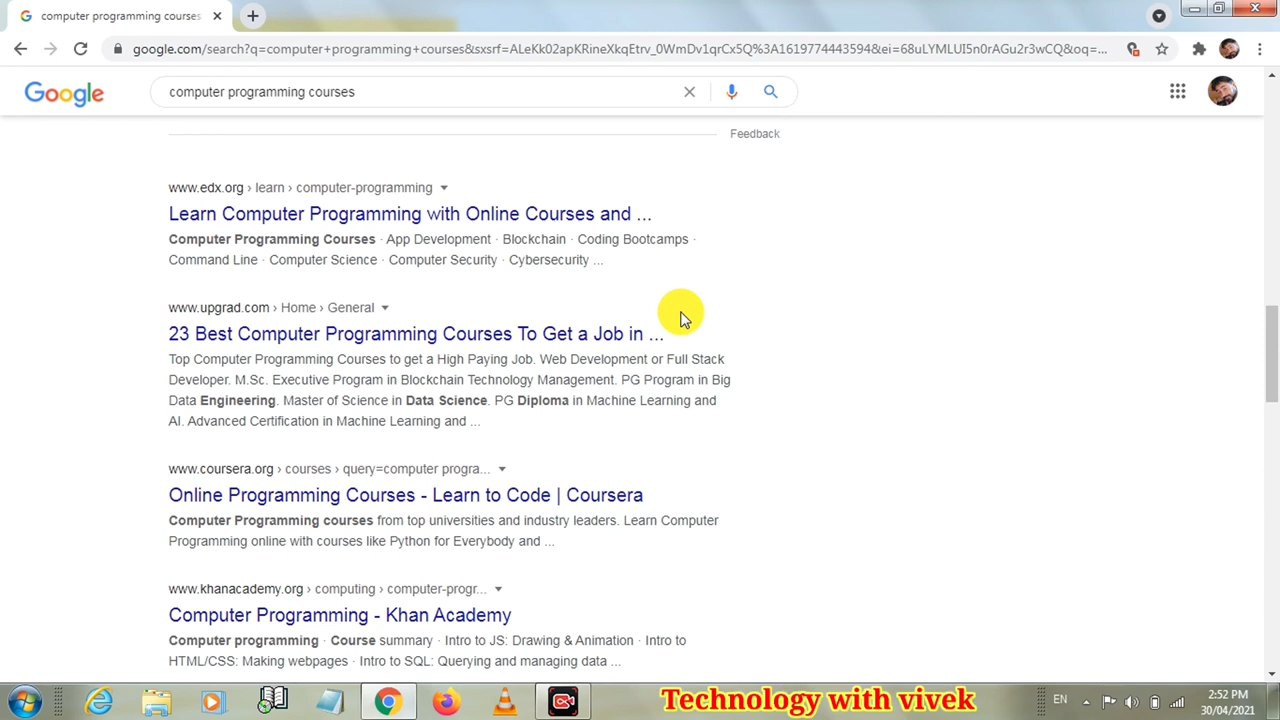 computer programming courses
google.com/search?q=computer+programming+courses&sxsrf=ALeKk02apKRineXkqEtrv_0WmDv1qrCx5Q%3A1619774443594&ei=68uLYMLUI5n0rAGu2r3wCQ&oq=...
Google
computer programming courses
Feedback
www.edx.org › learn › computer-programming
Learn Computer Programming with Online Courses and ...
Computer Programming Courses · App Development · Blockchain · Coding Bootcamps ·
Command Line · Computer Science · Computer Security · Cybersecurity ...
www.upgrad.com › Home › General
23 Best Computer Programming Courses To Get a Job in ...
Top Computer Programming Courses to get a High Paying Job. Web Development or Full Stack
Developer. M.Sc. Executive Program in Blockchain Technology Management. PG Program in Big
Data Engineering. Master of Science in Data Science. PG Diploma in Machine Learning and
AI. Advanced Certification in Machine Learning and ...
www.coursera.org › courses › query=computer progra...
Online Programming Courses - Learn to Code | Coursera
Computer Programming courses from top universities and industry leaders. Learn Computer
Programming online with courses like Python for Everybody and ...
www.khanacademy.org › computing › computer-progr...
Computer Programming - Khan Academy
Computer programming · Course summary · Intro to JS: Drawing & Animation · Intro to
HTML/CSS: Making webpages · Intro to SQL: Querying and managing data ...
Technology with vivek
EN
2:52 PM
30/04/2021